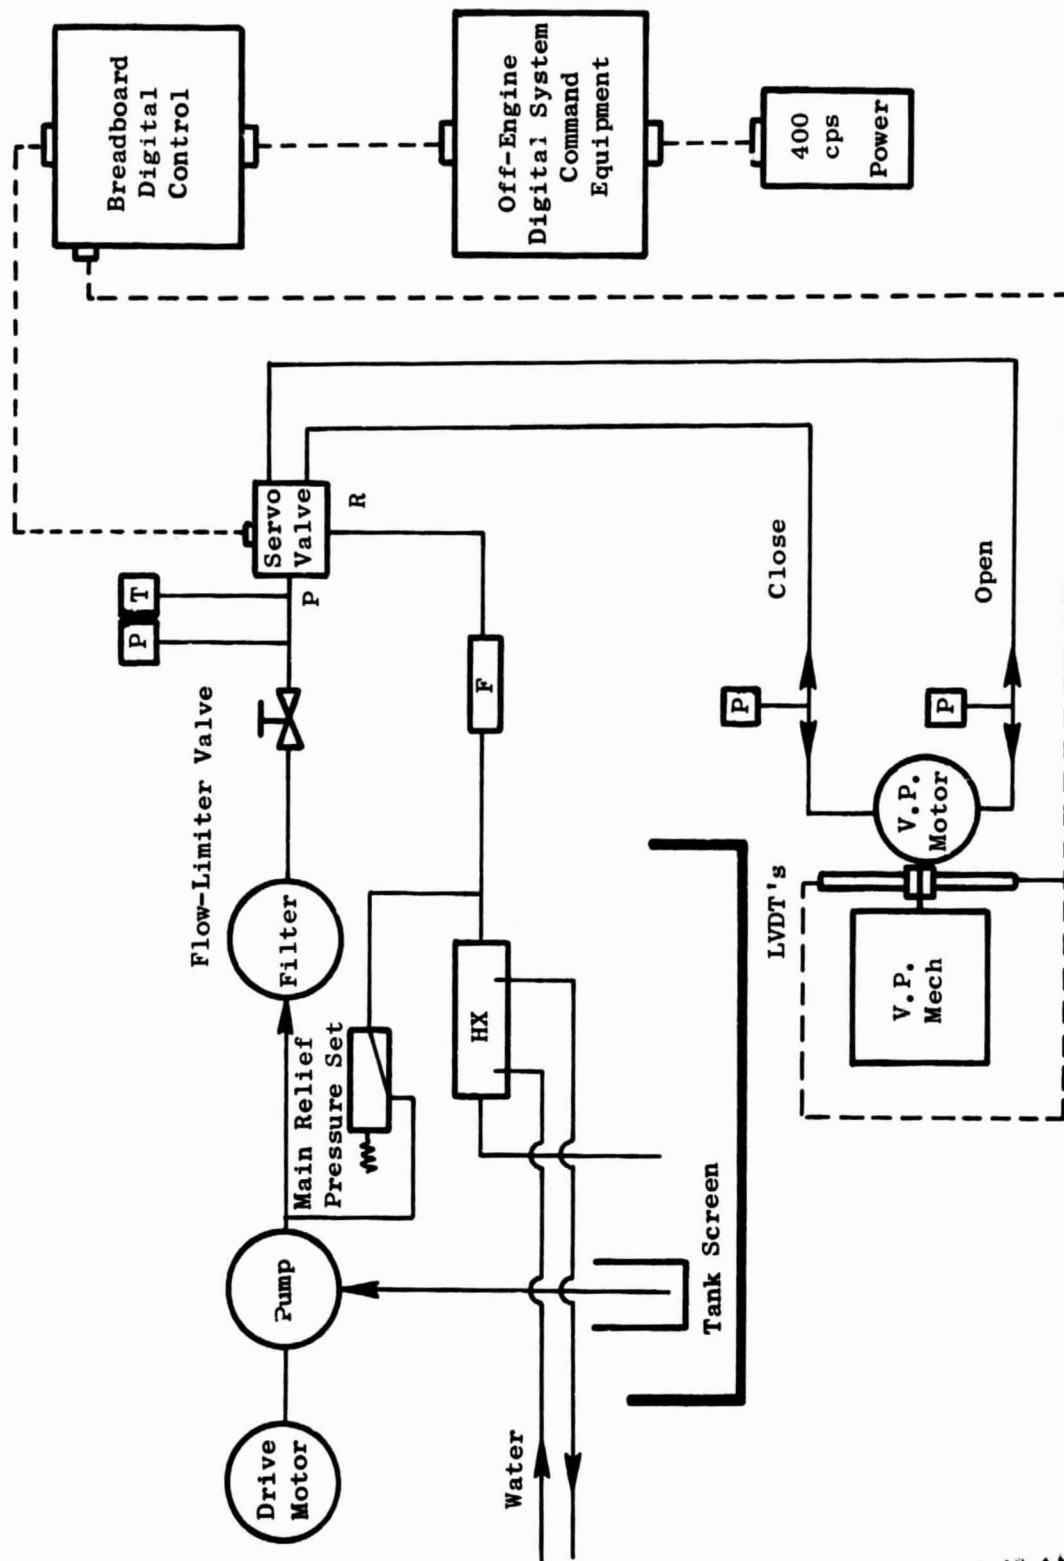 Breadboard
Digital
Control
Off-Engine
Digital System
Command
Equipment
400
cps
Power
Servo
Valve
P
R
P
T
Flow-Limiter Valve
Filter
Main Relief
Pressure Set
Pump
Drive
Motor
F
HX
Water
Tank Screen
Close
Open
P
P
LVDT's
V.P.
Motor
V.P.
Mech